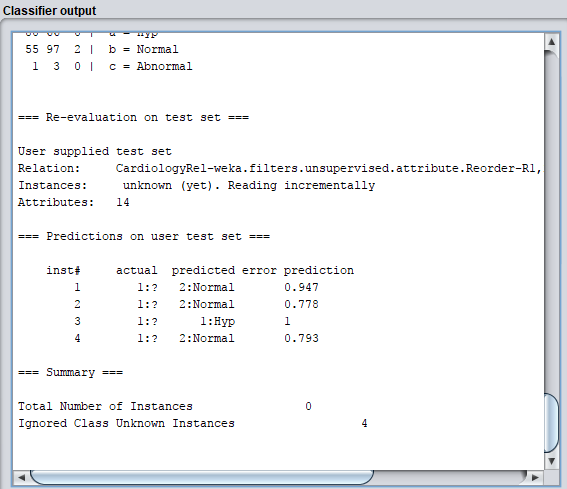 Classifier output
55 97 2 | b = Normal
1 3 0 | c = Abnormal
=== Re-evaluation on test set ===
User supplied test set
Relation: CardiologyRel-weka.filters.unsupervised.attribute.Reorder-R1,
Instances: unknown (yet). Reading incrementally
Attributes: 14
=== Predictions on user test set ===
inst# actual predicted error prediction
1 1:? 2:Normal 0.947
2 1:? 2:Normal 0.778
3 1:? 1:Hyp 1
4 1:? 2:Normal 0.793
=== Summary ===
Total Number of Instances 0
Ignored Class Unknown Instances 4